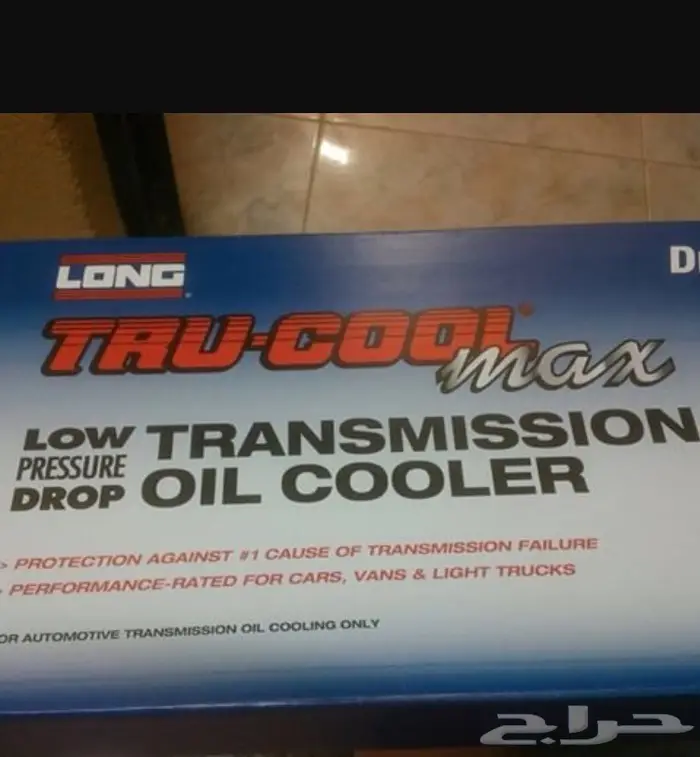 LONG
TRU-COOL® max
LOW PRESSURE DROP
TRANSMISSION OIL COOLER
> PROTECTION AGAINST #1 CAUSE OF TRANSMISSION FAILURE
> PERFORMANCE-RATED FOR CARS, VANS & LIGHT TRUCKS
OR AUTOMOTIVE TRANSMISSION OIL COOLING ONLY
حراج